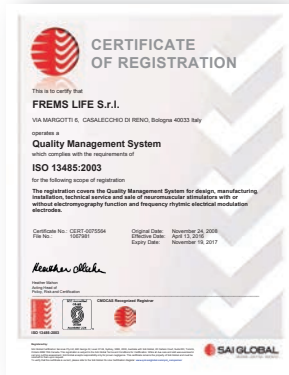 CERTIFICATE
OF REGISTRATION
This is to certify that
FREMS LIFE S.r.l.
VIA MARGOTTI 6, CASALECCHIO DI RENO, Bologna 40033 Italy
operates a
Quality Management System
which complies with the requirements of
ISO 13485:2003
for the following scope of registration
The registration covers the Quality Management System for design, manufacturing,
installation, technical service and sale of neuromuscular stimulators with or
without electromyography function and frequency rhytmic electrical modulation
electrodes.
Certificate No.: CERT-0075564
File No.: 1067981
Original Date: November 24, 2008
Effective Date: April 13, 2016
Expiry Date: November 19, 2017
Heather Mahon
Acting Head of
Policy, Risk and Certification
CMDCAS Recognized Registrar
ISO 13485:2003
SAI GLOBAL